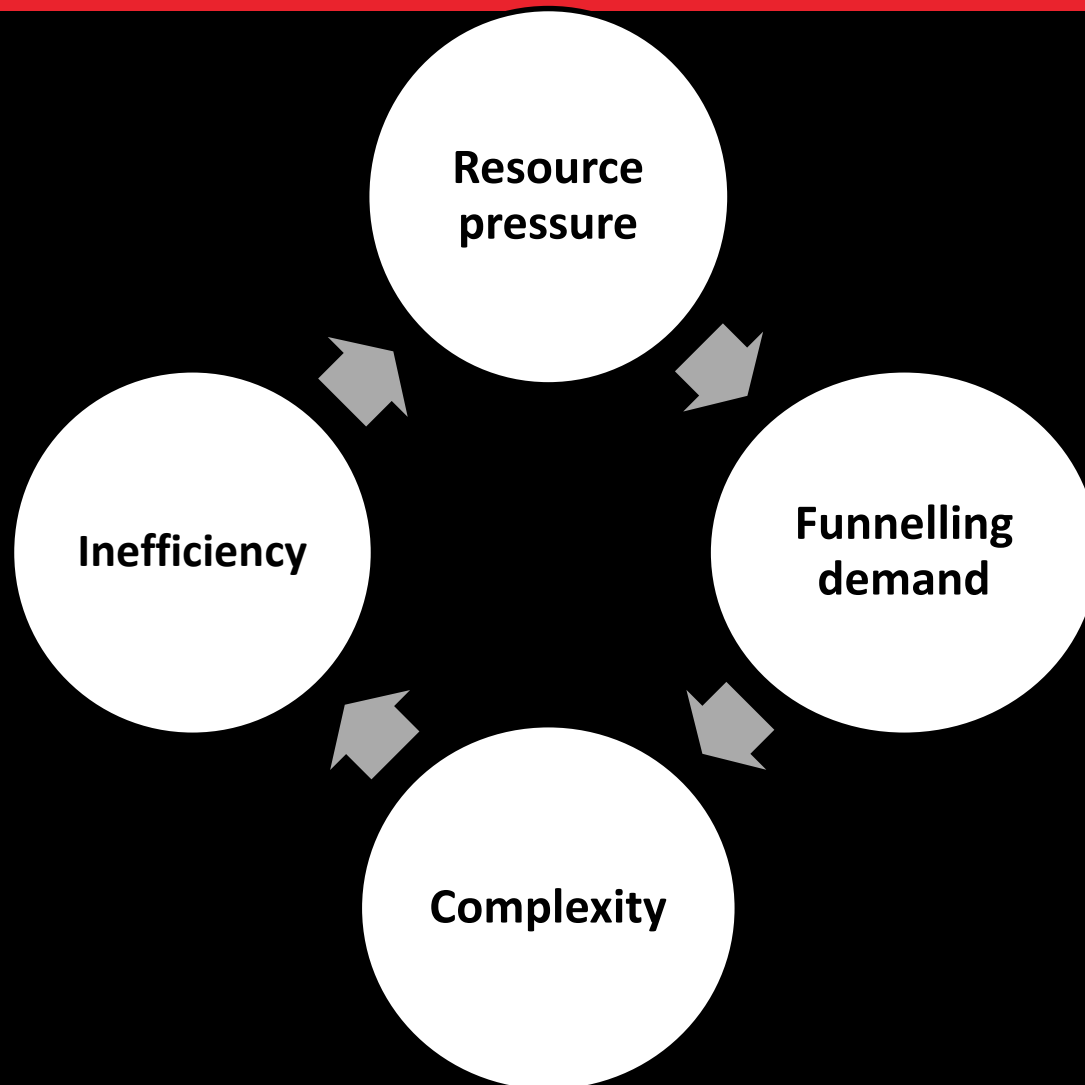 Resource
pressure
Funnelling
demand
Complexity
Inefficiency